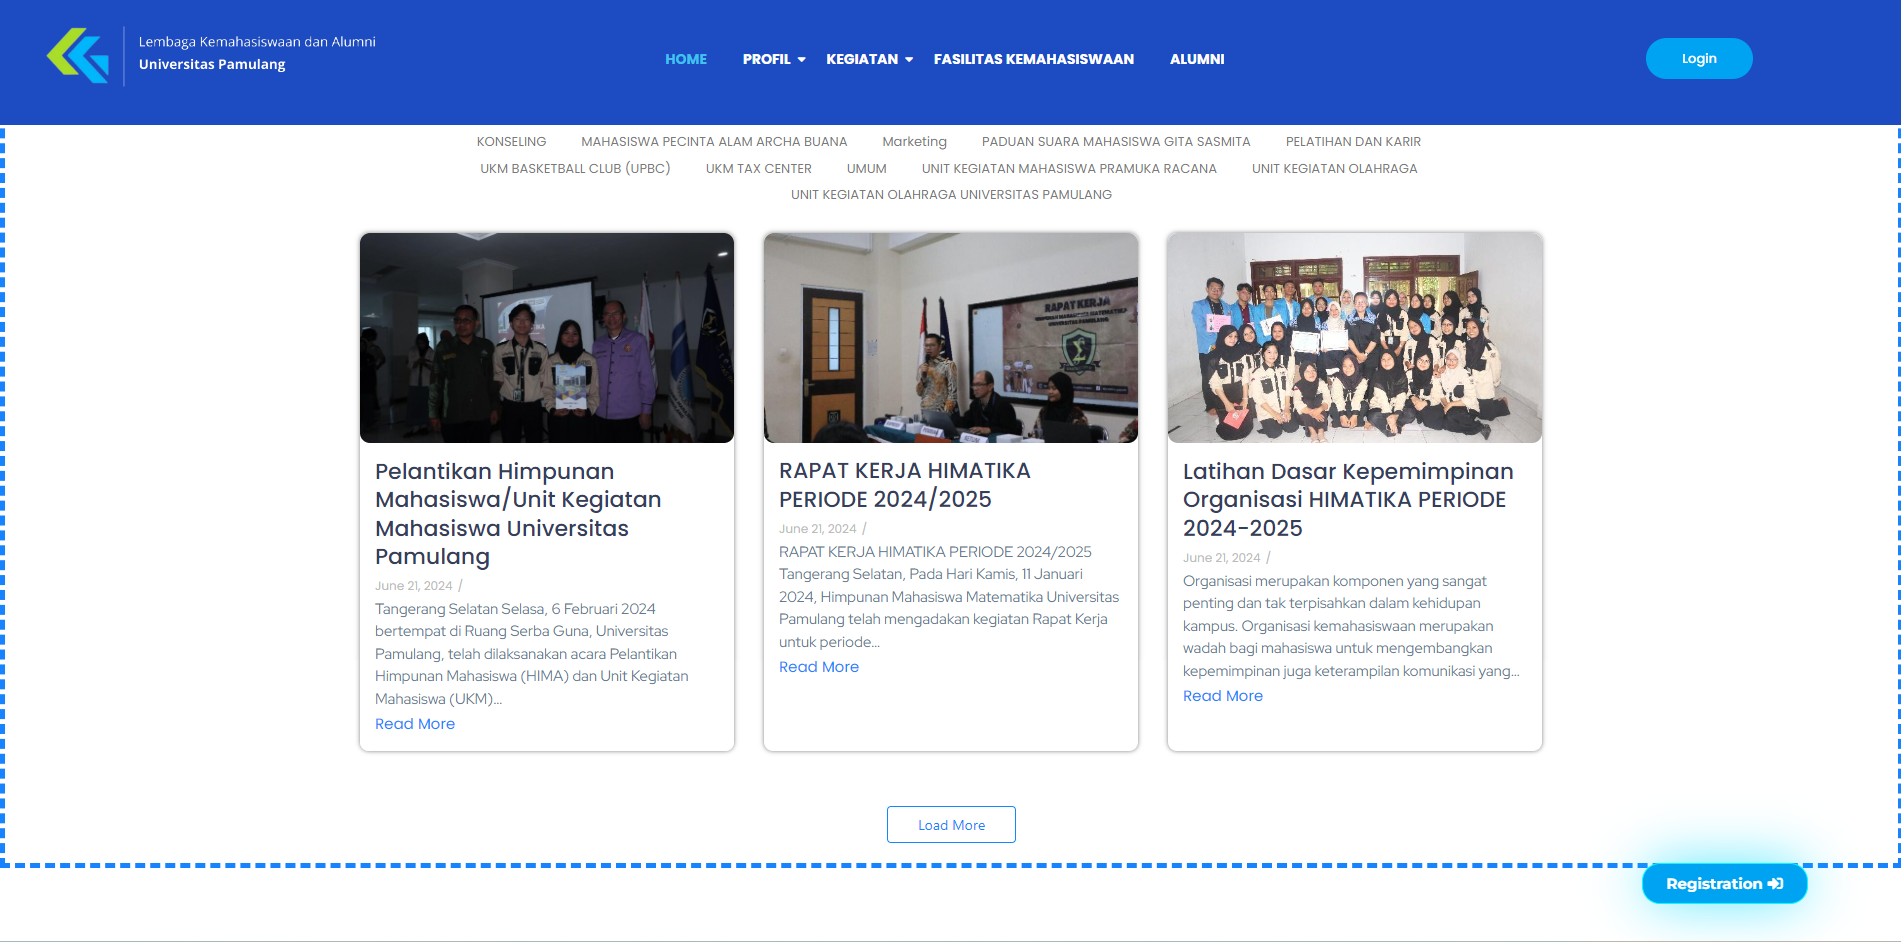 Lembaga Kemahasiswaan dan Alumni
Universitas Pamulang
HOME PROFIL KEGIATAN FASILITAS KEMAHASISWAAN ALUMNI
Login
KONSELING MAHASISWA PECINTA ALAM ARCHA BUANA Marketing PADUAN SUARA MAHASISWA GITA SASMITA PELATIHAN DAN KARIR
UKM BASKETBALL CLUB (UPBC) UKM TAX CENTER UMUM UNIT KEGIATAN MAHASISWA PRAMUKA RACANA UNIT KEGIATAN OLAHRAGA
UNIT KEGIATAN OLAHRAGA UNIVERSITAS PAMULANG
Pelantikan Himpunan
Mahasiswa/Unit Kegiatan
Mahasiswa Universitas
Pamulang
June 21, 2024 /
Tangerang Selatan Selasa, 6 Februari 2024
bertempat di Ruang Serba Guna, Universitas
Pamulang, telah dilaksanakan acara Pelantikan
Himpunan Mahasiswa (HIMA) dan Unit Kegiatan
Mahasiswa (UKM)...
Read More
RAPAT KERJA
HIMPUNAN MAHASISWA MATEMATIKA
UNIVERSITAS PAMULANG
RAPAT KERJA HIMATIKA
PERIODE 2024/2025
June 21, 2024 /
RAPAT KERJA HIMATIKA PERIODE 2024/2025
Tangerang Selatan, Pada Hari Kamis, 11 Januari
2024, Himpunan Mahasiswa Matematika Universitas
Pamulang telah mengadakan kegiatan Rapat Kerja
untuk periode...
Read More
Latihan Dasar Kepemimpinan
Organisasi HIMATIKA PERIODE
2024-2025
June 21, 2024 /
Organisasi merupakan komponen yang sangat
penting dan tak terpisahkan dalam kehidupan
kampus. Organisasi kemahasiswaan merupakan
wadah bagi mahasiswa untuk mengembangkan
kepemimpinan juga keterampilan komunikasi yang...
Read More
Load More
Registration